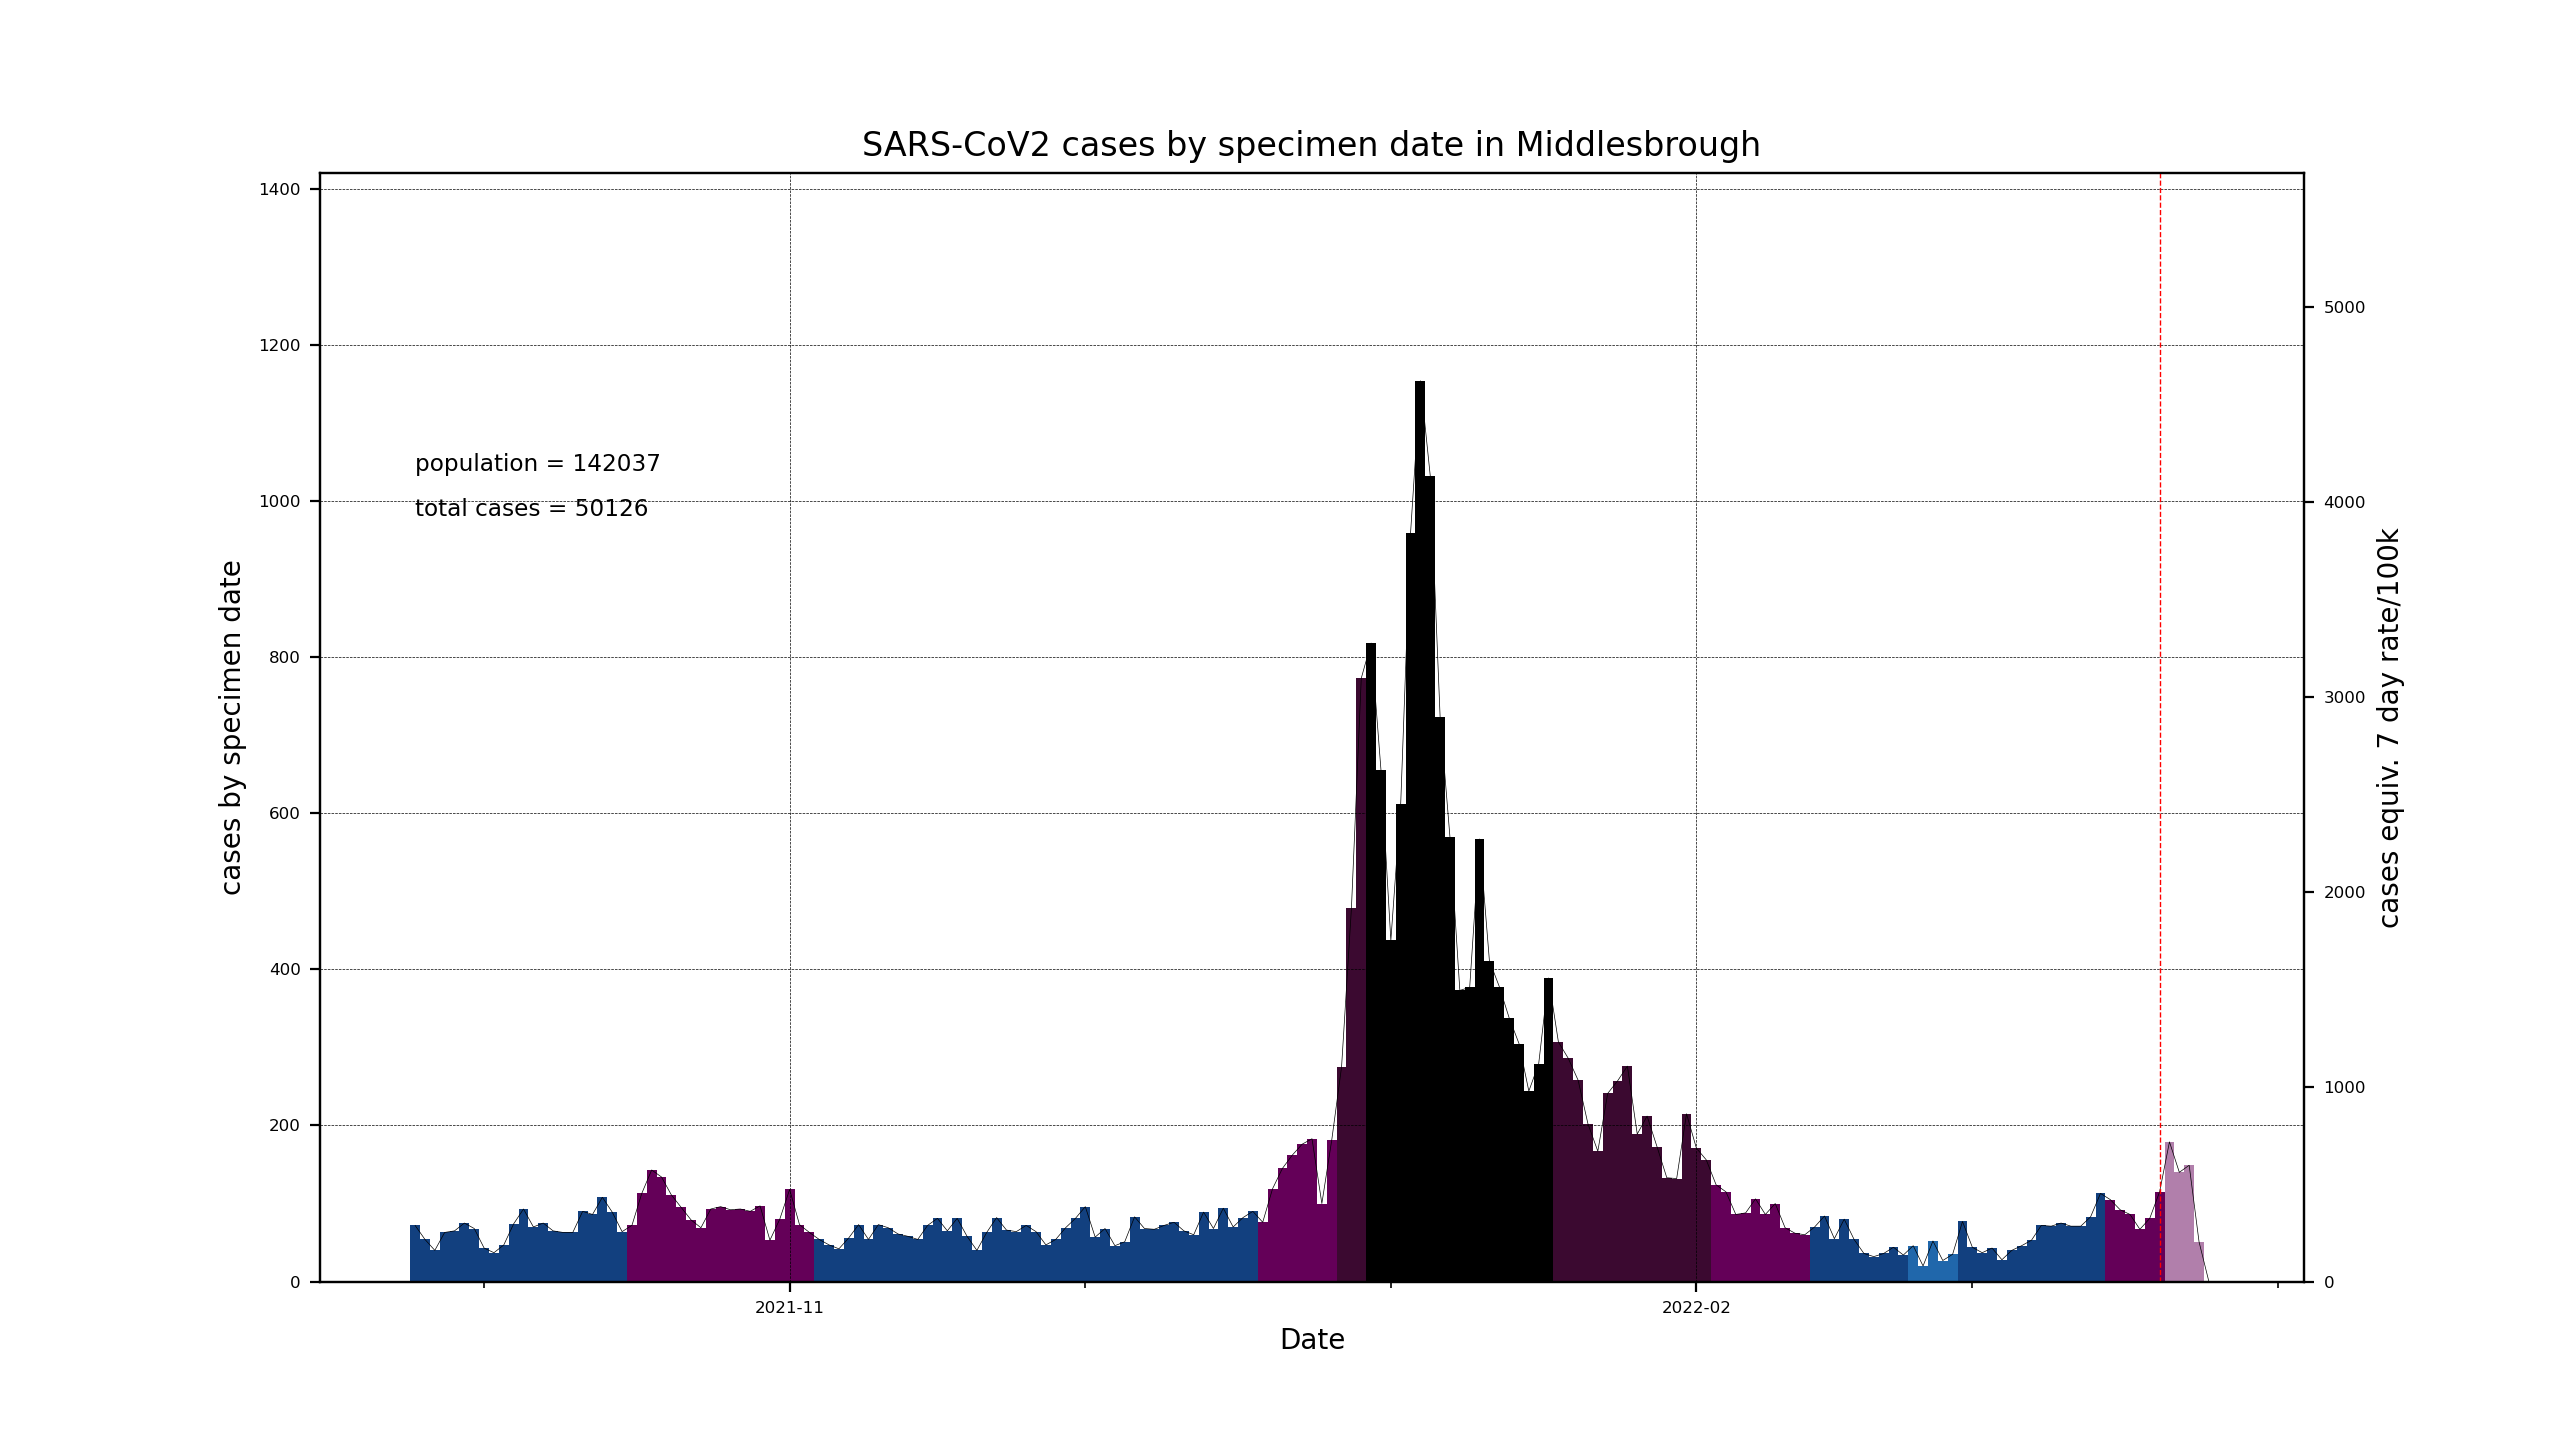 SARS-CoV2 cases by specimen date in Middlesbrough
1400
1200
1000
800
600
400
200
0
cases by specimen date
population = 142037
total cases = 50126
5000
4000
3000
2000
1000
0
cases equiv. 7 day rate/100k
2021-11
2022-02
Date